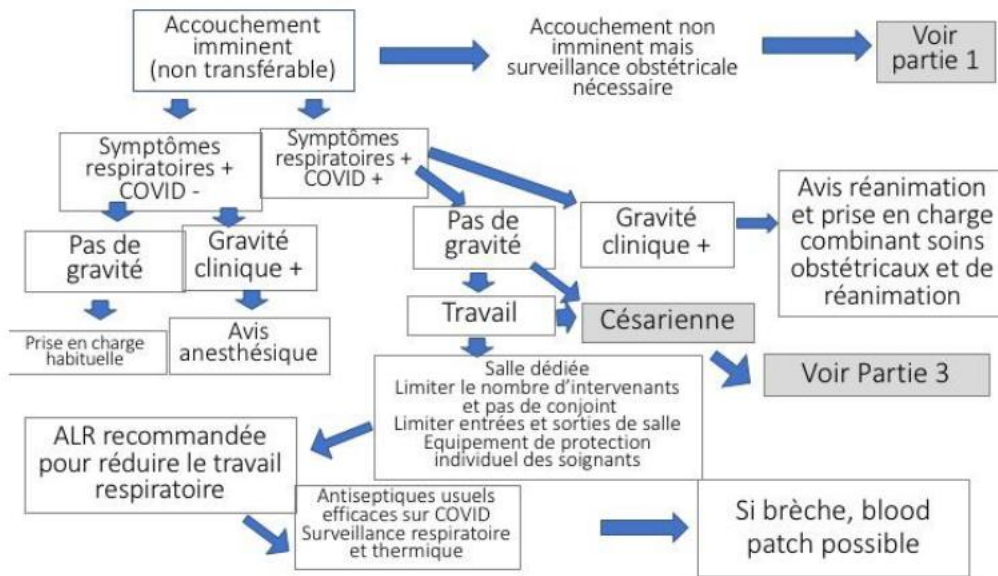 Accouchement
imminent
(non transférable)
Accouchement non
imminent mais
surveillance obstétricale
nécessaire
Voir
partie 1
Symptômes
respiratoires +
COVID -
Symptômes
respiratoires +
COVID +
Pas de
gravité
Gravité
clinique +
Pas de
gravité
Gravité
clinique +
Avis réanimation
et prise en charge
combinant soins
obstétricaux et de
réanimation
Prise en charge
habituelle
Avis
anesthésique
Travail
Césarienne
Voir Partie 3
Salle dédiée
Limiter le nombre d'intervenants
et pas de conjoint
Limiter entrées et sorties de salle
Equipement de protection
individuel des soignants
ALR recommandée
pour réduire le travail
respiratoire
Antiseptiques usuels
efficaces sur COVID
Surveillance respiratoire
et thermique
Si brèche, blood
patch possible